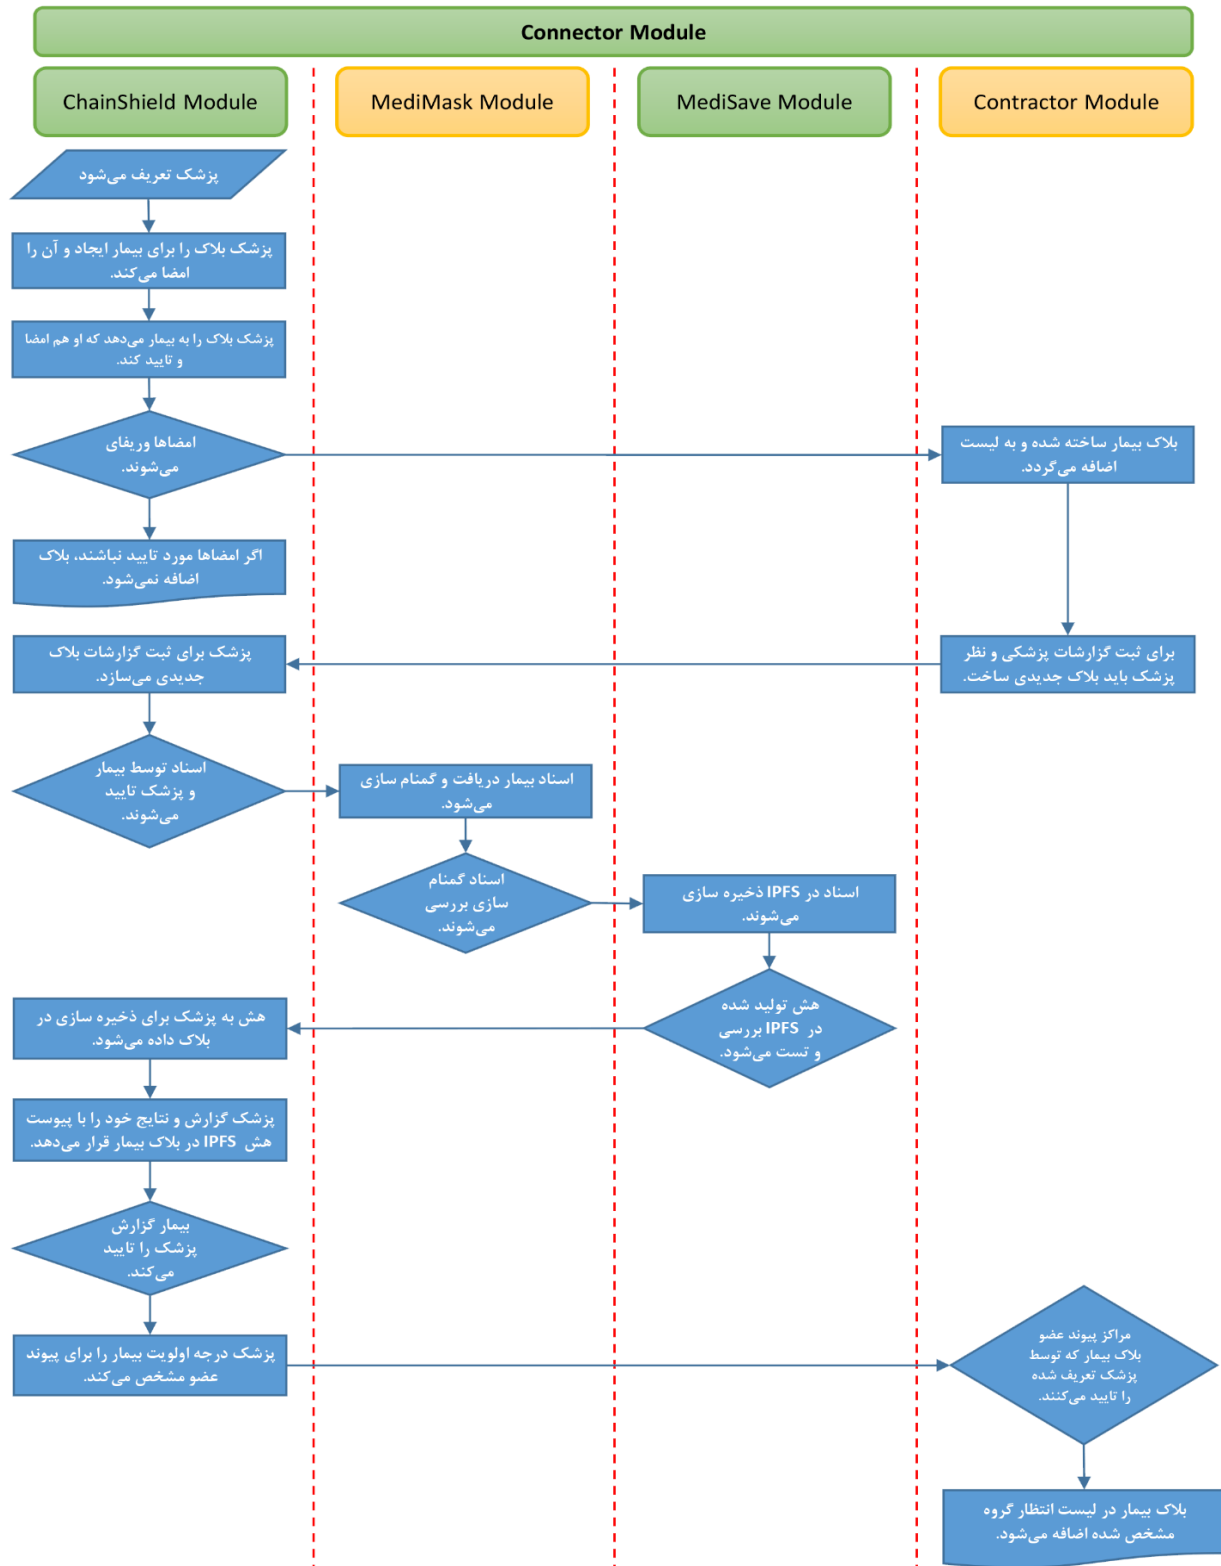 Connector Module
ChainShield Module
MediMask Module
MediSave Module
Contractor Module
پزشک تعریف می‌شود
پزشک بلاک را برای بیمار ایجاد و آن را
امضا می‌کند.
پزشک بلاک را به بیمار می‌دهد که او هم امضا
و تایید کند.
امضاها وریفای
می‌شوند.
بلاک بیمار ساخته شده و به لیست
اضافه می‌گردد.
اگر امضاها مورد تایید نباشند، بلاک
اضافه نمی‌شود.
برای ثبت گزارشات پزشکی و نظر
پزشک باید بلاک جدیدی ساخت.
پزشک برای ثبت گزارشات بلاک
جدیدی می‌سازد.
اسناد توسط بیمار
و پزشک تایید
می‌شوند.
اسناد بیمار دریافت و گمنام سازی
می‌شود.
اسناد گمنام
سازی بررسی
می‌شوند.
اسناد در IPFS ذخیره سازی
می‌شوند.
هش تولید شده
در IPFS بررسی
و تست می‌شود.
هش به پزشک برای ذخیره سازی در
بلاک داده می‌شود.
پزشک گزارش و نتایج خود را با پیوست
هش IPFS در بلاک بیمار قرار می‌دهد.
بیمار گزارش
پزشک را تایید
می‌کند.
پزشک درجه اولویت بیمار را برای پیوند
عضو مشخص می‌کند.
مراکز پیوند عضو
بلاک بیمار که توسط
پزشک تعریف شده
را تایید می‌کنند.
بلاک بیمار در لیست انتظار گروه
مشخص شده اضافه می‌شود.